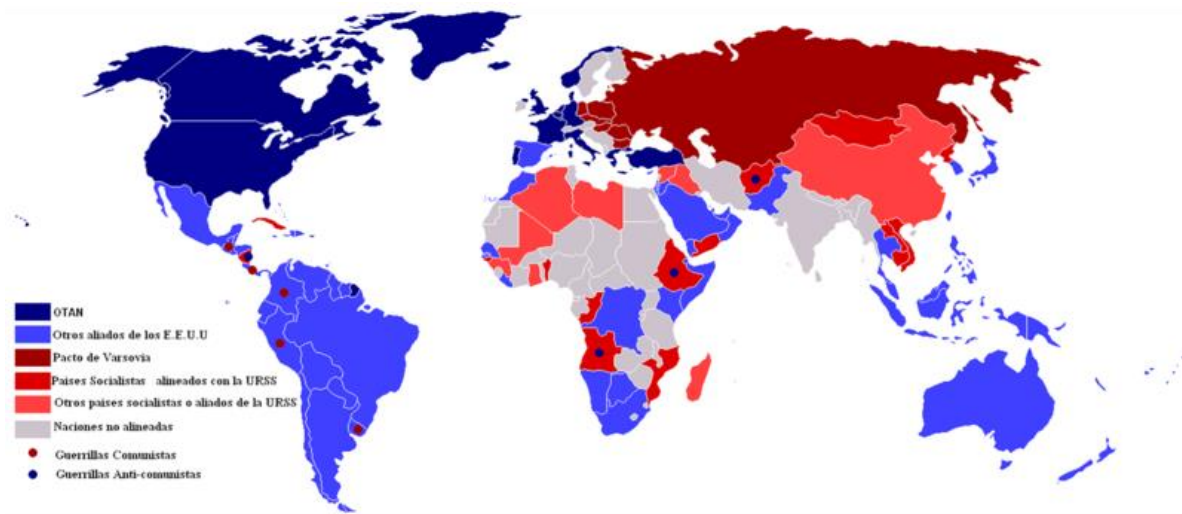 OTAN
Otros aliados de los E.E.U.U
Pacto de Varsovia
Paises Socialistas alineados con la URSS
Otros paises socialistas o aliados de la URSS
Naciones no alineadas
Guerrillas Comunistas
Guerrillas Anti-comunistas